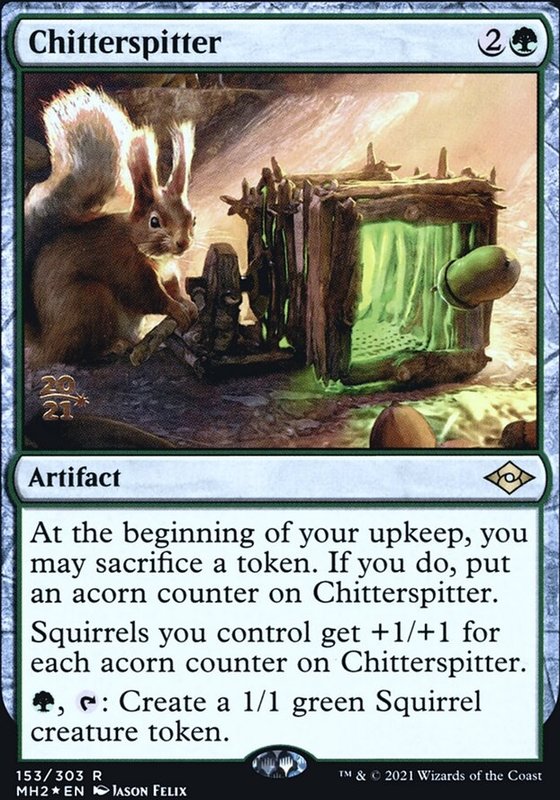 Chitterspitter 2
20
21
Artifact
At the beginning of your upkeep, you
may sacrifice a token. If you do, put
an acorn counter on Chitterspitter.
Squirrels you control get +1/+1 for
each acorn counter on Chitterspitter.
, : Create a 1/1 green Squirrel
creature token.
153/303 R
MH2★EN JASON FELIX
™ & © 2021 Wizards of the Coast